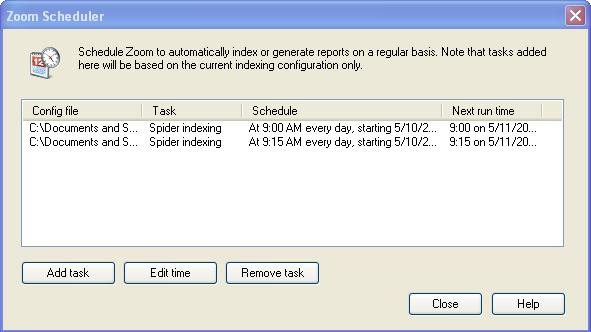 Zoom Scheduler
Schedule Zoom to automatically index or generate reports on a regular basis. Note that tasks added
here will be based on the current indexing configuration only.
Config file Task Schedule Next run time
C:\Documents and S... Spider indexing At 9:00 AM every day, starting 5/10/2... 9:00 on 5/11/20...
C:\Documents and S... Spider indexing At 9:15 AM every day, starting 5/10/2... 9:15 on 5/11/20...
Add task Edit time Remove task
Close Help